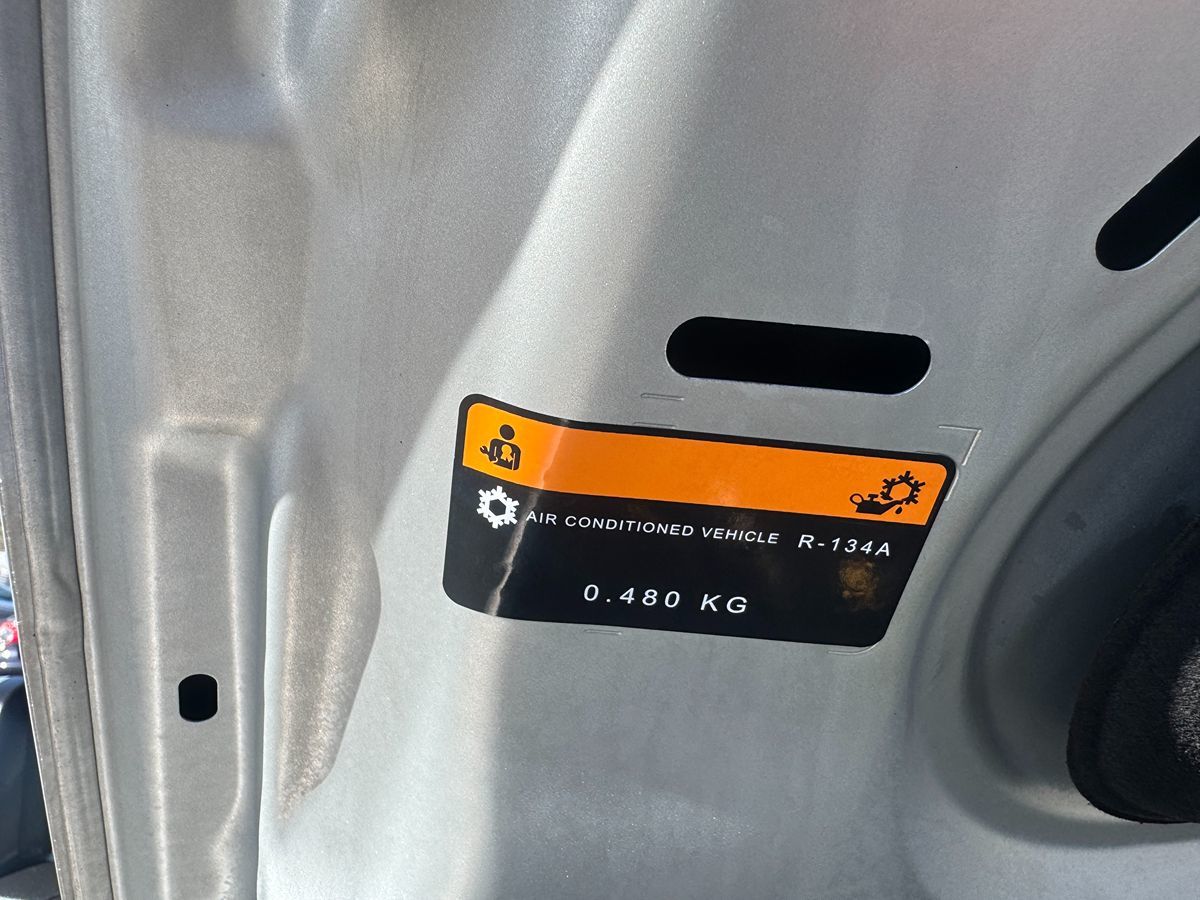 AIR CONDITIONED VEHICLE R-134A
0.480 KG